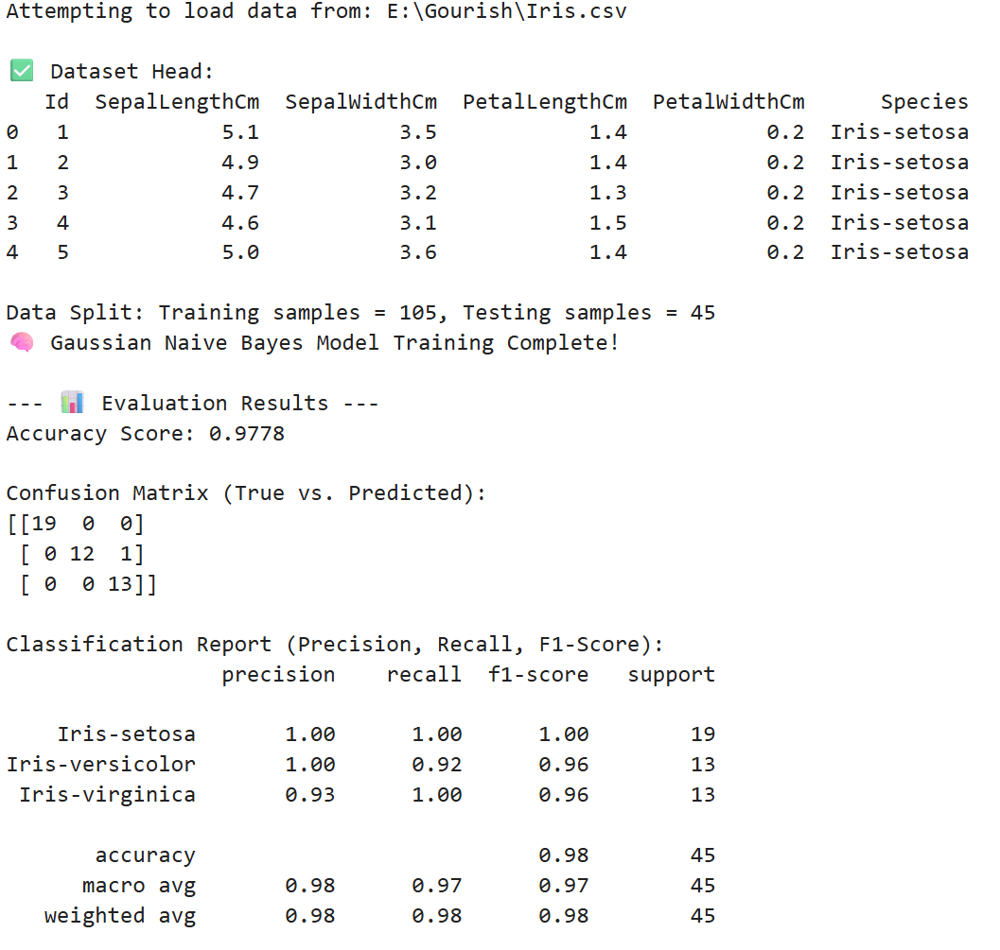 Attempting to load data from: E:\Gourish\Iris.csv
✅ Dataset Head:
   Id  SepalLengthCm  SepalWidthCm  PetalLengthCm  PetalWidthCm      Species
0   1            5.1           3.5            1.4           0.2  Iris-setosa
1   2            4.9           3.0            1.4           0.2  Iris-setosa
2   3            4.7           3.2            1.3           0.2  Iris-setosa
3   4            4.6           3.1            1.5           0.2  Iris-setosa
4   5            5.0           3.6            1.4           0.2  Iris-setosa
Data Split: Training samples = 105, Testing samples = 45
🧠 Gaussian Naive Bayes Model Training Complete!
--- 📊 Evaluation Results ---
Accuracy Score: 0.9778
Confusion Matrix (True vs. Predicted):
[[19  0  0]
 [ 0 12  1]
 [ 0  0 13]]
Classification Report (Precision, Recall, F1-Score):
                 precision    recall  f1-score   support
    Iris-setosa       1.00      1.00      1.00        19
Iris-versicolor       1.00      0.92      0.96        13
 Iris-virginica       0.93      1.00      0.96        13
       accuracy                           0.98        45
      macro avg       0.98      0.97      0.97        45
   weighted avg       0.98      0.98      0.98        45